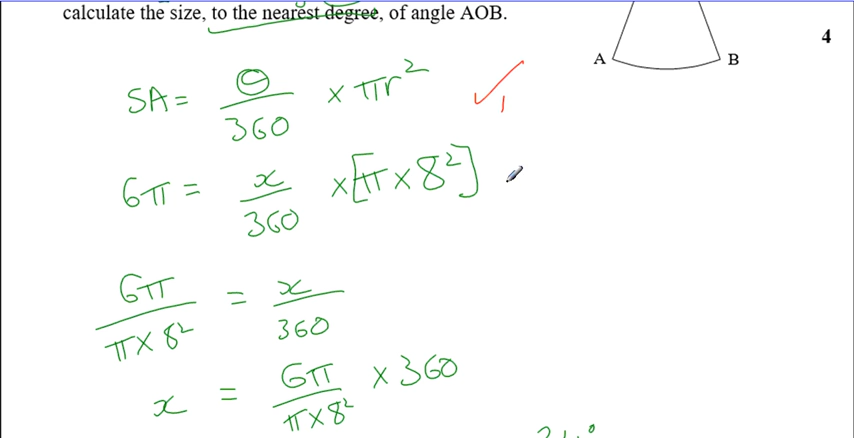 calculate the size, to the nearest degree, of angle AOB.
4
A B
SA = Θ/360 × πr² ✓ 1
6π = x/360 × [π × 8²]
6π/π×8² = x/360
x = 6π/π×8² × 360